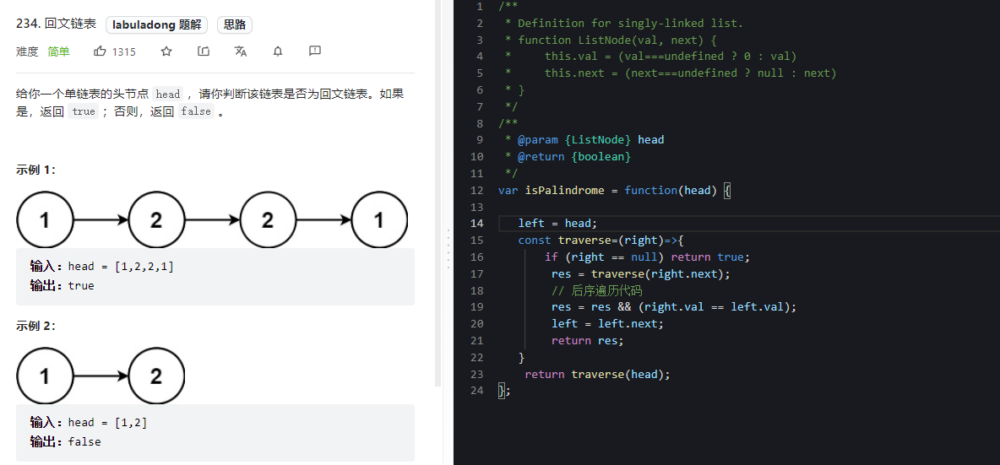 234. 回文链表 labuladong 题解 思路
难度 简单 1315
给你一个单链表的头节点 head ，请你判断该链表是否为回文链表。如果
是，返回 true ；否则，返回 false 。
示例 1：
1 2 2 1
输入：head = [1,2,2,1]
输出：true
示例 2：
1 2
输入：head = [1,2]
输出：false
1 /**
2  * Definition for singly-linked list.
3  * function ListNode(val, next) {
4  *     this.val = (val===undefined ? 0 : val)
5  *     this.next = (next===undefined ? null : next)
6  * }
7  */
8 /**
9  * @param {ListNode} head
10  * @return {boolean}
11  */
12 var isPalindrome = function(head) {
13
14    left = head;
15    const traverse=(right)=>{
16        if (right == null) return true;
17         res = traverse(right.next);
18         // 后序遍历代码
19         res = res && (right.val == left.val);
20         left = left.next;
21         return res;
22    }
23     return traverse(head);
24 };